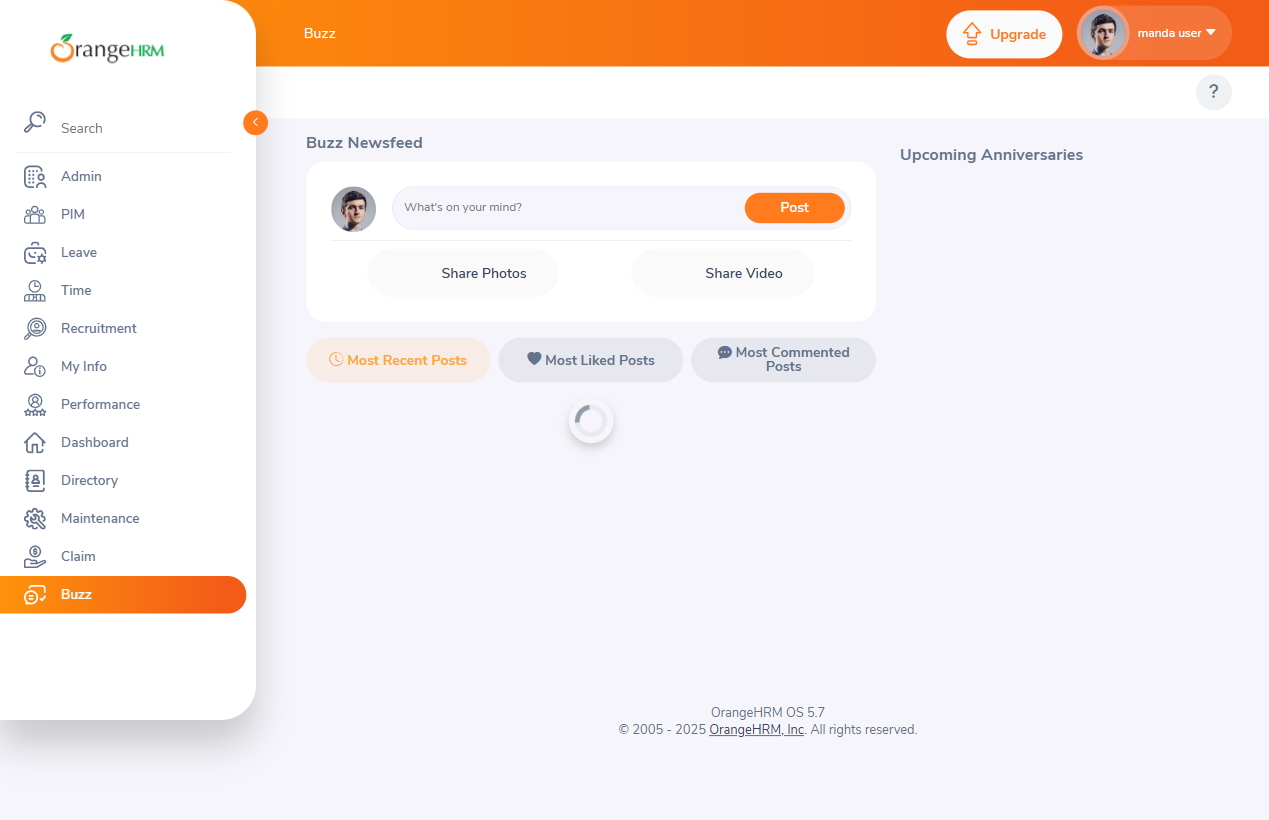 OrangeHRM
Buzz
Upgrade
manda user
?
Search
Admin
PIM
Leave
Time
Recruitment
My Info
Performance
Dashboard
Directory
Maintenance
Claim
Buzz
Buzz Newsfeed
What's on your mind?
Post
Share Photos
Share Video
Most Recent Posts
Most Liked Posts
Most Commented
Posts
Upcoming Anniversaries
OrangeHRM OS 5.7
© 2005 - 2025 OrangeHRM, Inc. All rights reserved.